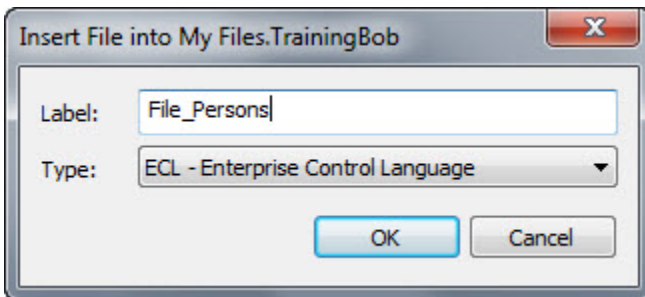 Insert File into My Files.TrainingBob
Label: File_Persons
Type: ECL - Enterprise Control Language
OK Cancel